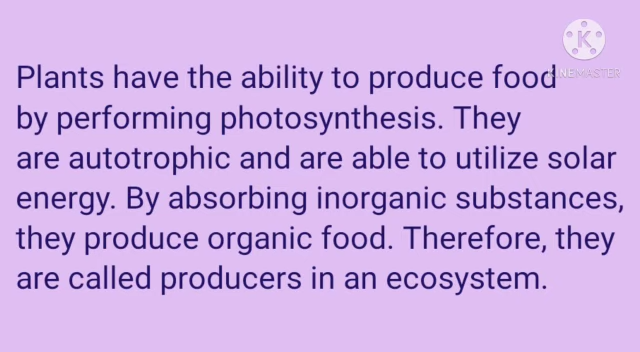 KINEMASTER
Plants have the ability to produce food
by performing photosynthesis. They
are autotrophic and are able to utilize solar
energy. By absorbing inorganic substances,
they produce organic food. Therefore, they
are called producers in an ecosystem.